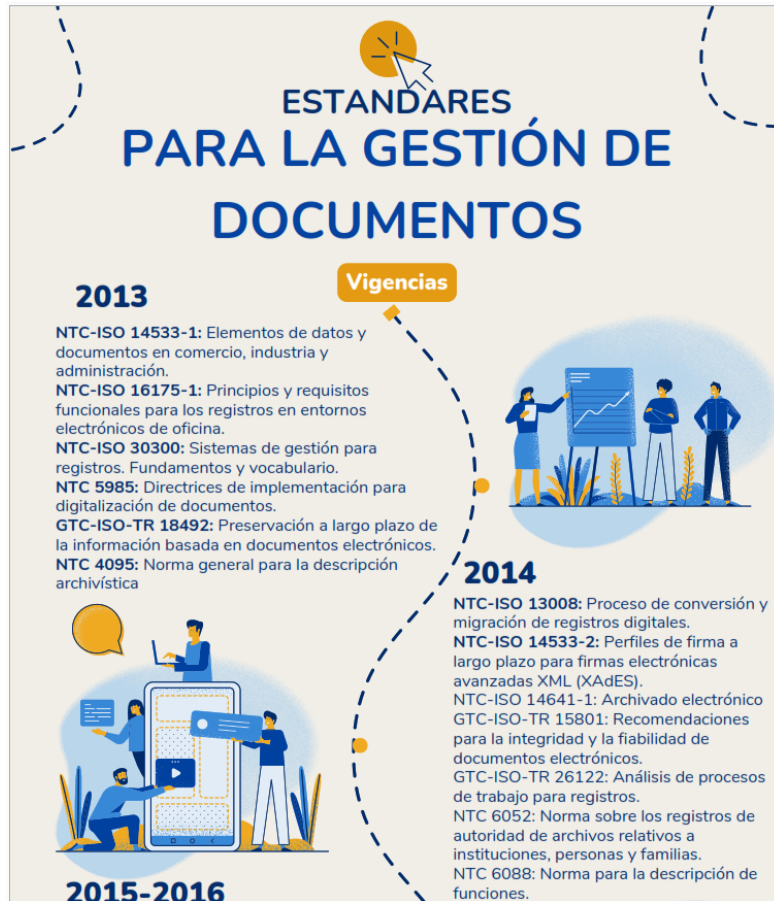 ESTANDARES
PARA LA GESTIÓN DE
DOCUMENTOS
Vigencias
2013
NTC-ISO 14533-1: Elementos de datos y
documentos en comercio, industria y
administración.
NTC-ISO 16175-1: Principios y requisitos
funcionales para los registros en entornos
electrónicos de oficina.
NTC-ISO 30300: Sistemas de gestión para
registros. Fundamentos y vocabulario.
NTC 5985: Directrices de implementación para
digitalización de documentos.
GTC-ISO-TR 18492: Preservación a largo plazo de
la información basada en documentos electrónicos.
NTC 4095: Norma general para la descripción
archivística
2014
NTC-ISO 13008: Proceso de conversión y
migración de registros digitales.
NTC-ISO 14533-2: Perfiles de firma a
largo plazo para firmas electrónicas
avanzadas XML (XAdES).
NTC-ISO 14641-1: Archivado electrónico
GTC-ISO-TR 15801: Recomendaciones
para la integridad y la fiabilidad de
documentos electrónicos.
GTC-ISO-TR 26122: Análisis de procesos
de trabajo para registros.
NTC 6052: Norma sobre los registros de
autoridad de archivos relativos a
instituciones, personas y familias.
NTC 6088: Norma para la descripción de
funciones.
2015-2016